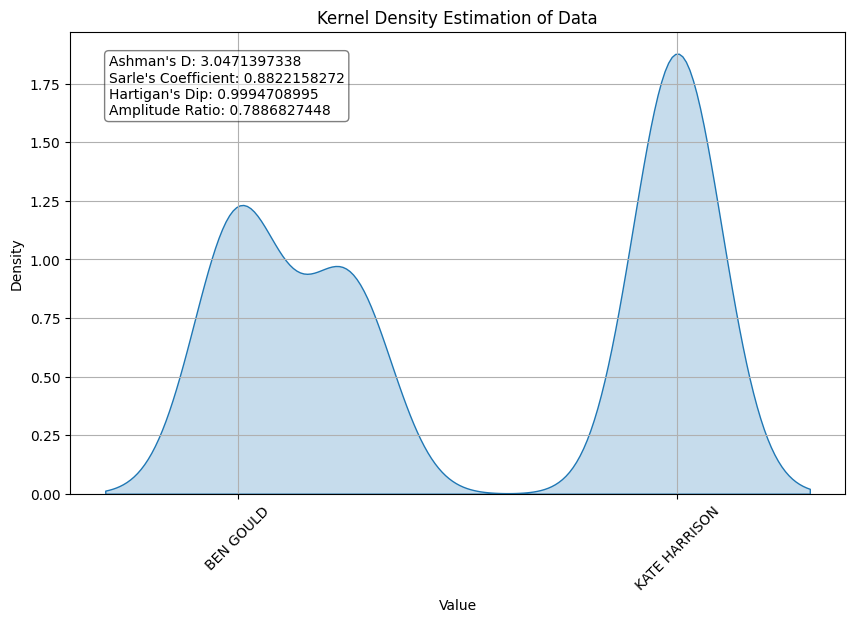 Kernel Density Estimation of Data
Ashman's D: 3.0471397338
Sarle's Coefficient: 0.8822158272
Hartigan's Dip: 0.9994708995
Amplitude Ratio: 0.7886827448
Density
1.75
1.50
1.25
1.00
0.75
0.50
0.25
0.00
BEN GOULD
KATE HARRISON
Value